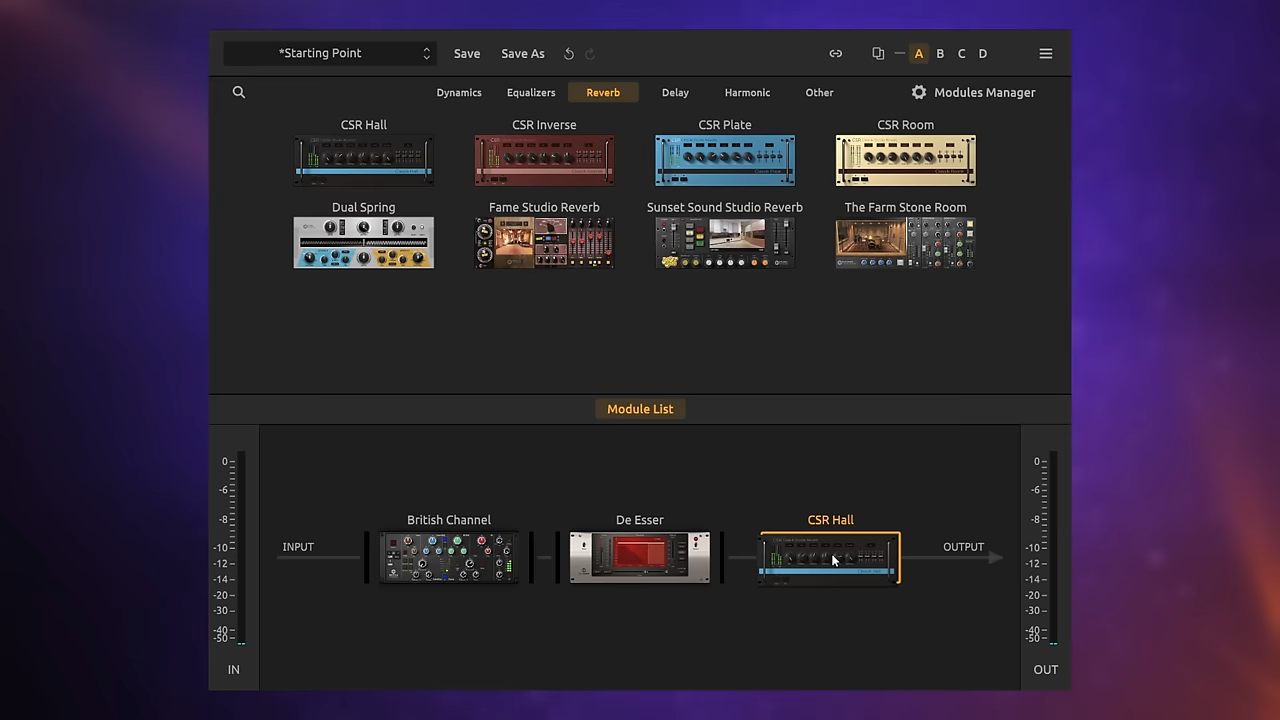 *Starting Point Save Save As A B C D
Dynamics Equalizers Reverb Delay Harmonic Other Modules Manager
CSR Hall CSR Inverse CSR Plate CSR Room
Dual Spring Fame Studio Reverb Sunset Sound Studio Reverb The Farm Stone Room
Module List
0
-6
-8
-10
-12
-14
-20
-30
-40
-50
IN
British Channel De Esser CSR Hall
INPUT OUTPUT
0
-6
-8
-10
-12
-14
-20
-30
-40
-50
OUT